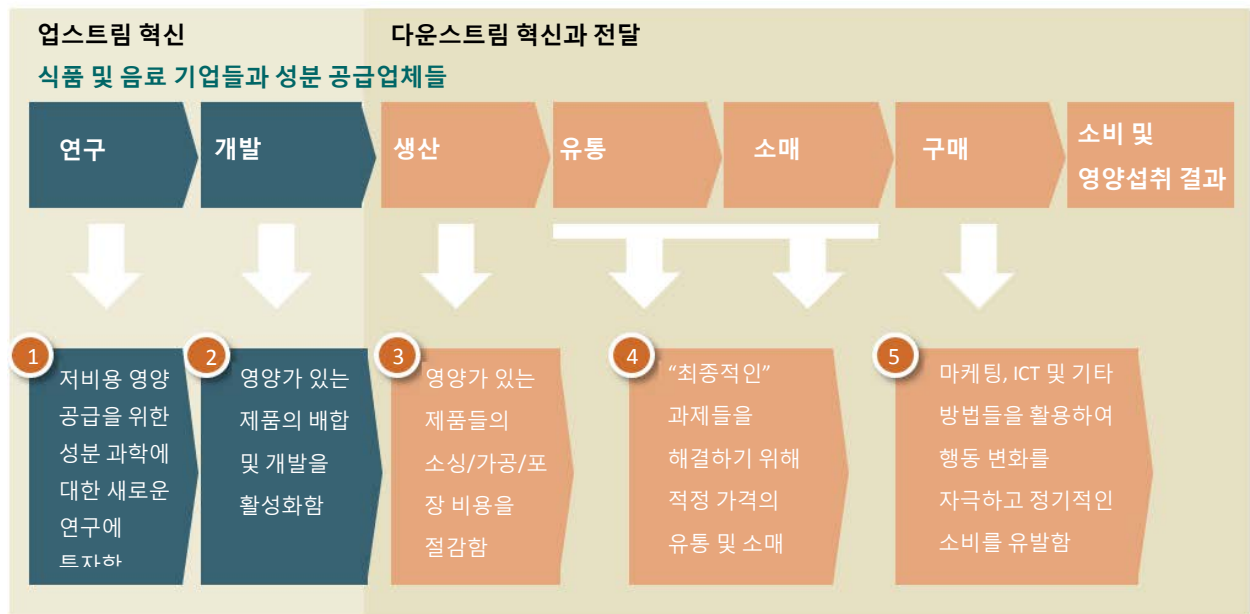 업스트림 혁신
다운스트림 혁신과 전달
식품 및 음료 기업들과 성분 공급업체들
연구
개발
생산
유통
소매
구매
소비 및
영양섭취 결과
1
저비용 영양
공급을 위한
성분 과학에
대한 새로운
연구에
2
영양가 있는
제품의 배합
및 개발을
활성화함
3
영양가 있는
제품들의
소싱/가공/포
장 비용을
절감함
4
“최종적인”
과제들을
해결하기 위해
적정 가격의
유통 및 소매
5
마케팅, ICT 및 기타
방법들을 활용하여
행동 변화를
자극하고 정기적인
소비를 유발함